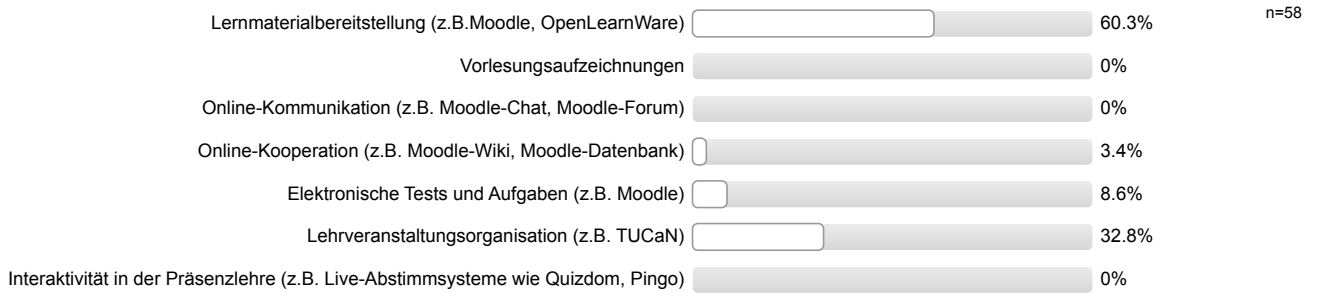 Lernmaterialbereitstellung (z.B.Moodle, OpenLearnWare) 60.3% n=58
Vorlesungsaufzeichnungen 0%
Online-Kommunikation (z.B. Moodle-Chat, Moodle-Forum) 0%
Online-Kooperation (z.B. Moodle-Wiki, Moodle-Datenbank) 3.4%
Elektronische Tests und Aufgaben (z.B. Moodle) 8.6%
Lehrveranstaltungsorganisation (z.B. TUCaN) 32.8%
Interaktivität in der Präsenzlehre (z.B. Live-Abstimmsysteme wie Quizdom, Pingo) 0%